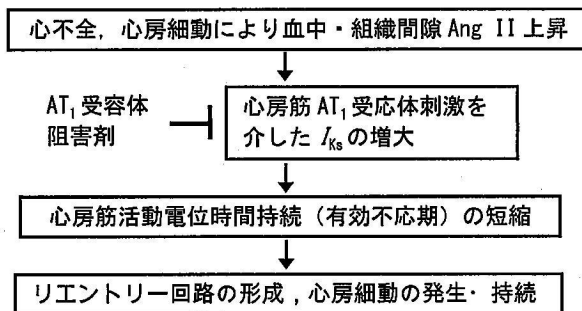 心不全，心房細動により血中・組織間隙 Ang II 上昇
AT1 受容体
阻害剤
心房筋 AT1 受応体刺激を
介した IKs の増大
心房筋活動電位時間持続（有効不応期）の短縮
リエントリー回路の形成，心房細動の発生・持続